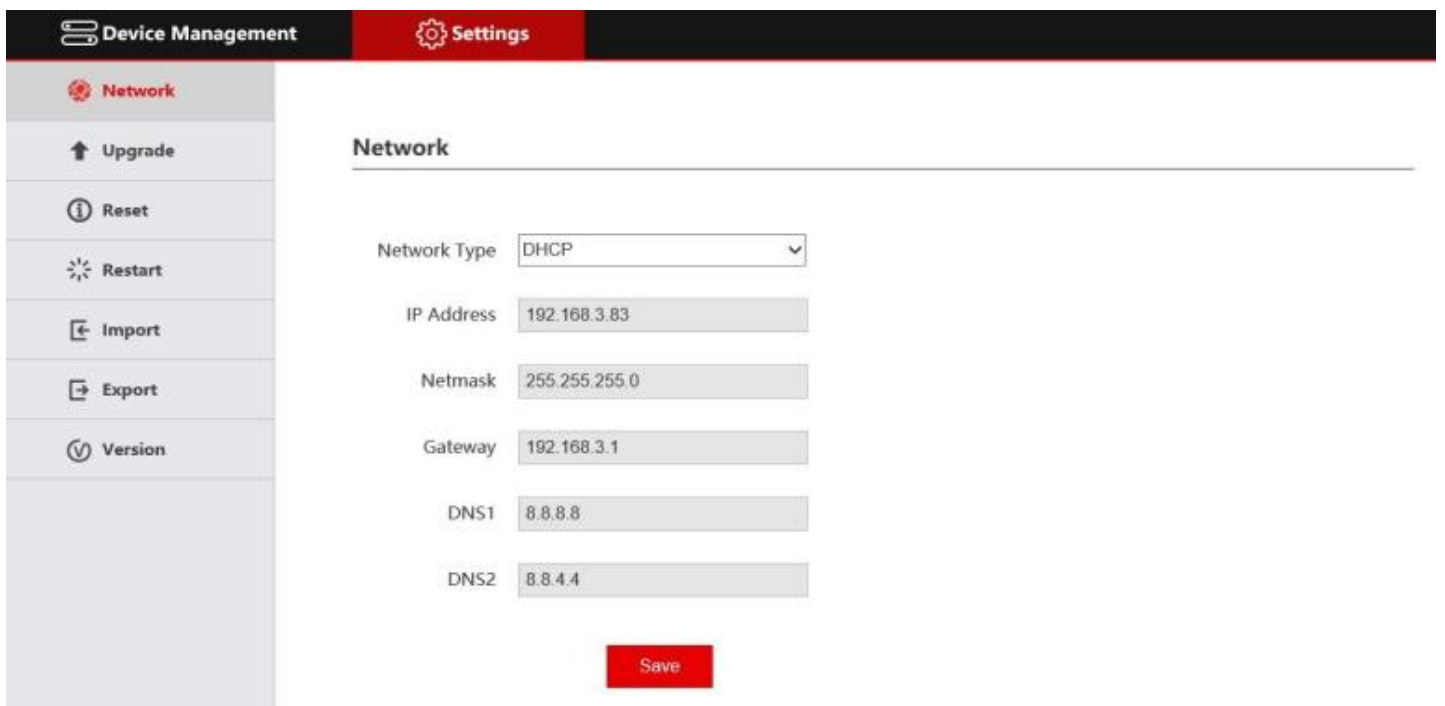 Device Management
Settings
Network
Upgrade
Reset
Restart
Import
Export
Version
Network
Network Type DHCP
IP Address 192.168.3.83
Netmask 255.255.255.0
Gateway 192.168.3.1
DNS1 8.8.8.8
DNS2 8.8.4.4
Save